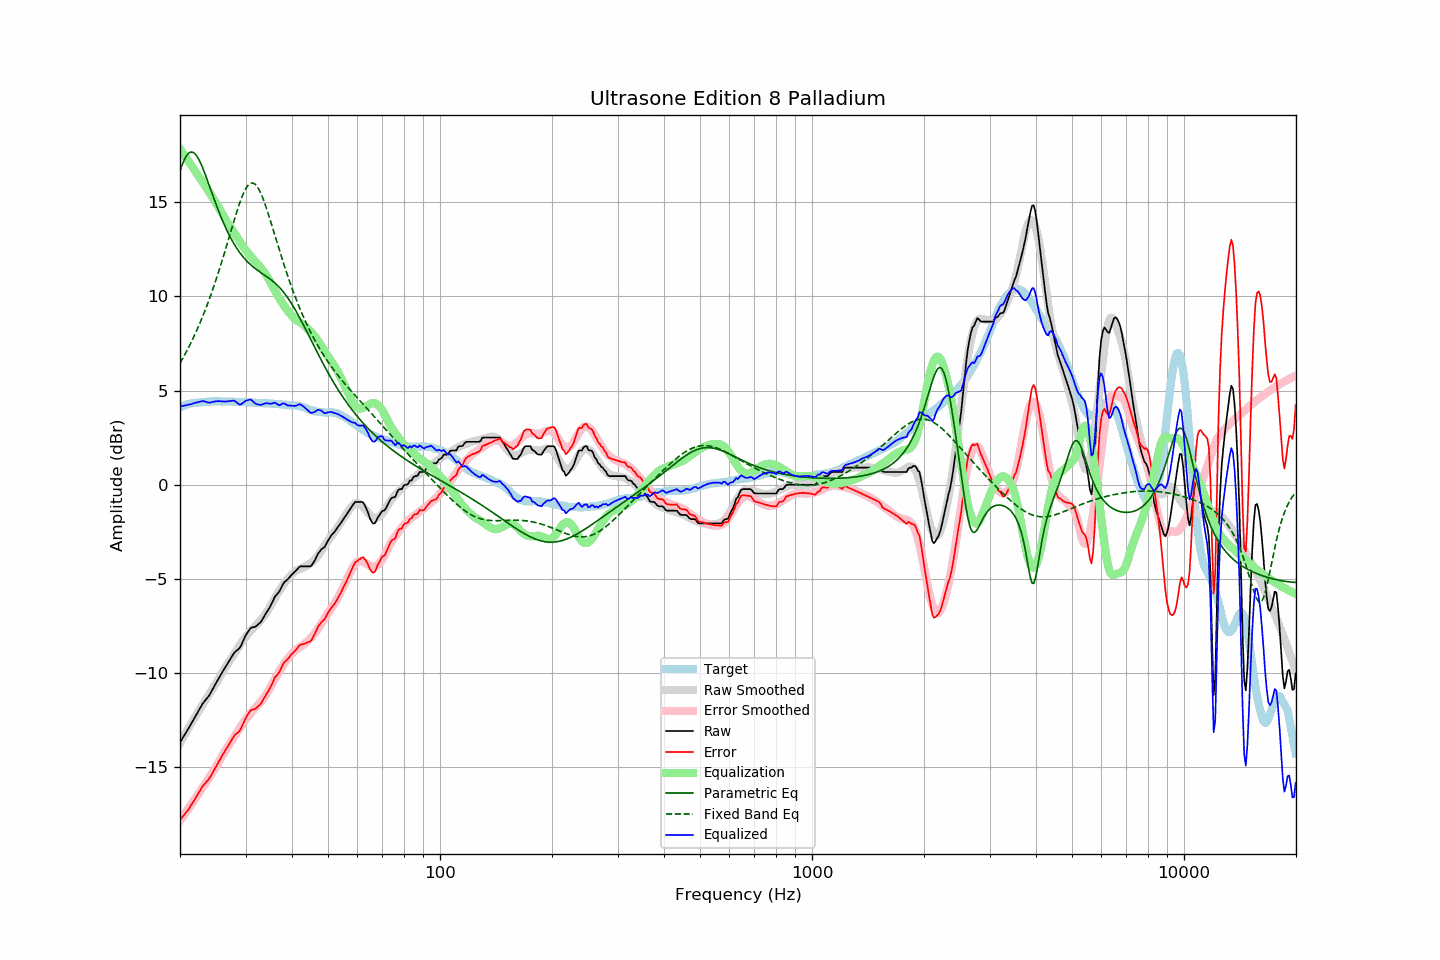 Ultrasone Edition 8 Palladium
Amplitude (dBr)
15
10
5
0
−5
−10
−15
Target
Raw Smoothed
Error Smoothed
Raw
Error
Equalization
Parametric Eq
Fixed Band Eq
Equalized
100
1000
10000
Frequency (Hz)